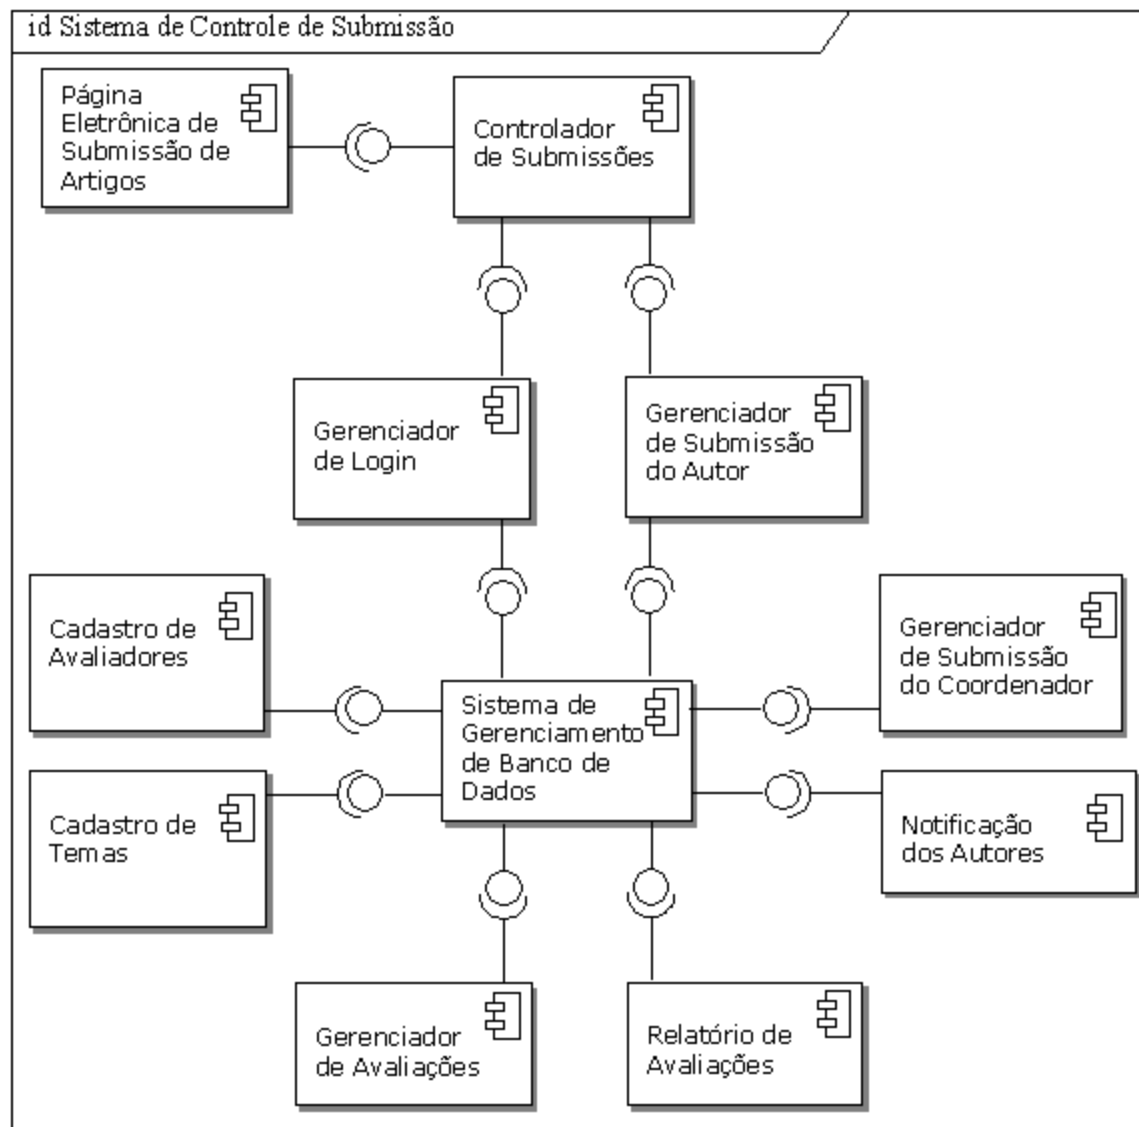 id Sistema de Controle de Submissão
Página
Eletrônica de
Submissão de
Artigos
Controlador
de Submissões
Gerenciador
de Login
Gerenciador
de Submissão
do Autor
Cadastro de
Avaliadores
Sistema de
Gerenciamento
de Banco de
Dados
Gerenciador
de Submissão
do Coordenador
Cadastro de
Temas
Notificação
dos Autores
Gerenciador
de Avaliações
Relatório de
Avaliações